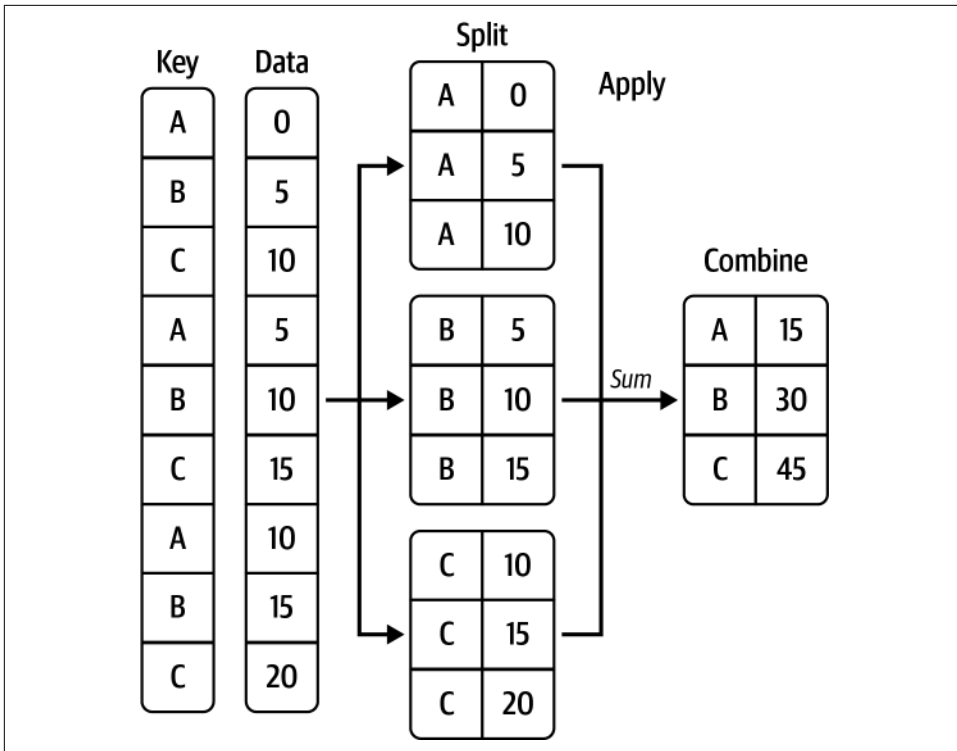 Key Data
A 0
B 5
C 10
A 5
B 10
C 15
A 10
B 15
C 20
Split
A 0
A 5
A 10
B 5
B 10
B 15
C 10
C 15
C 20
Apply
Sum
Combine
A 15
B 30
C 45